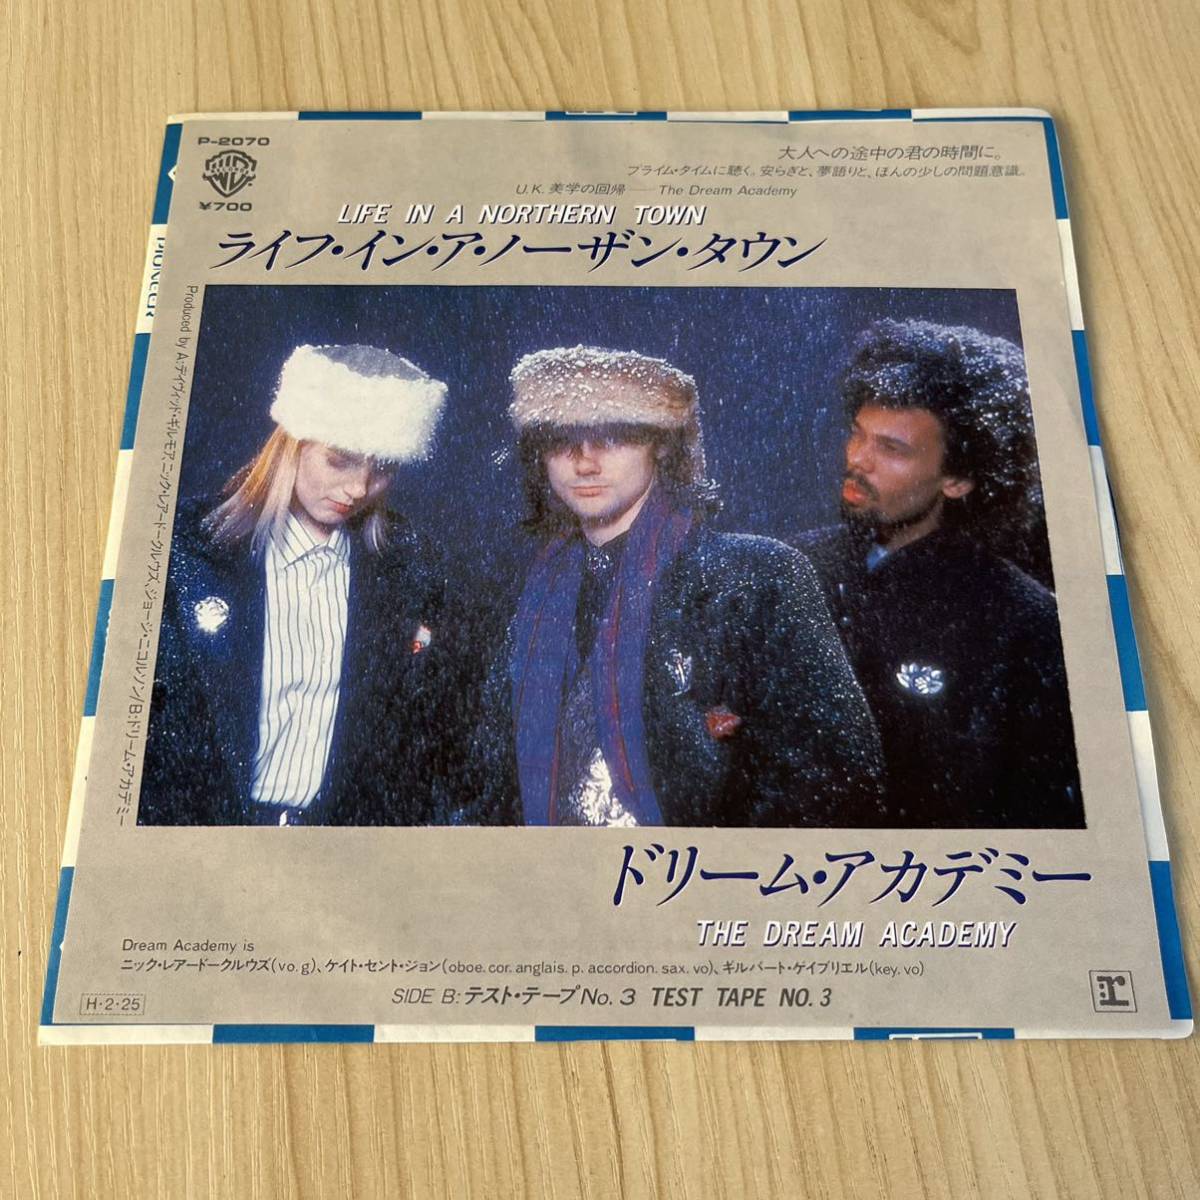 P-2070
¥700
大人への途中の君の時間に。
プライム・タイムに聴く。安らぎと、夢語りと、ほんの少しの問題意識。
U.K.美学の回帰——The Dream Academy
LIFE IN A NORTHERN TOWN
ライフ・イン・ア・ノーザン・タウン
PIONEER
Produced by A:デイヴィッド・ギルモア、ニック・レアード-クルウズ、ジョージ・ニコルソン/B:ドリーム・アカデミー
ドリーム・アカデミー
THE DREAM ACADEMY
Dream Academy is
ニック・レアードークルウズ(vo.g)、ケイト・セント・ジョン(oboe.cor.anglais.p.accordion.sax.vo)、ギルバート・ゲイブリエル(key.vo)
SIDE B:テスト・テープNo.3 TEST TAPE NO.3
H・2・25
r: